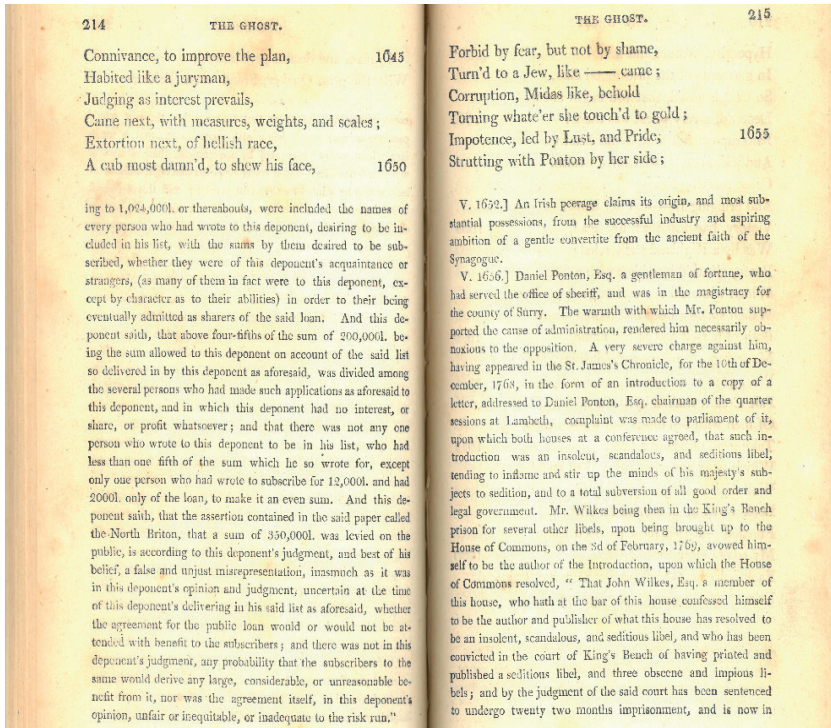 214 THE GHOST.
Connivance, to improve the plan, 1645
Habited like a juryman,
Judging as interest prevails,
Came next, with measures, weights, and scales;
Extortion next, of hellish race,
A cub most damn'd, to shew his face, 1650
ing to 1,024,000l. or thereabouts, were included the names of
every person who had wrote to this deponent, desiring to be in-
cluded in his list, with the sums by them desired to be sub-
scribed, whether they were of this deponent's acquaintance or
strangers, (as many of them in fact were to this deponent, ex-
cept by character as to their abilities) in order to their being
eventually admitted as sharers of the said loan. And this de-
ponent saith, that above four-fifths of the sum of 200,000l. be-
ing the sum allowed to this deponent on account of the said list
so delivered in by this deponent as aforesaid, was divided among
the several persons who had made such applications as aforesaid to
this deponent, and in which this deponent had no interest, or
share, or profit whatsoever; and that there was not any one
person who wrote to this deponent to be in his list, who had
less than one fifth of the sum which he so wrote for, except
only one person who had wrote to subscribe for 12,000l. and had
2000l. only of the loan, to make it an even sum. And this de-
ponent saith, that the assertion contained in the said paper called
the North Briton, that a sum of 350,000l. was levied on the
public, is according to this deponent's judgment, and best of his
belief, a false and unjust misrepresentation, inasmuch as it was
in this deponent's opinion and judgment, uncertain at the time
of this deponent's delivering in his said list as aforesaid, whether
the agreement for the public loan would or would not be at-
tended with benefit to the subscribers; and there was not in this
deponent's judgment, any probability that the subscribers to the
same would derive any large, considerable, or unreasonable be-
nefit from it, nor was the agreement itself, in this deponent's
opinion, unfair or inequitable, or inadequate to the risk run."
THE GHOST. 215
Forbid by fear, but not by shame,
Turn'd to a Jew, like —— came;
Corruption, Midas like, behold
Turning whate'er she touch'd to gold;
Impotence, led by Lust, and Pride, 1655
Strutting with Ponton by her side;
V. 1652.] An Irish peerage claims its origin, and most sub-
stantial possessions, from the successful industry and aspiring
ambition of a gentle convertite from the ancient faith of the
Synagogue.
V. 1656.] Daniel Ponton, Esq. a gentleman of fortune, who
had served the office of sheriff, and was in the magistracy for
the county of Surry. The warmth with which Mr. Ponton sup-
ported the cause of administration, rendered him necessarily ob-
noxious to the opposition. A very severe charge against him,
having appeared in the St. James's Chronicle, for the 10th of De-
cember, 1768, in the form of an introduction to a copy of a
letter, addressed to Daniel Ponton, Esq. chairman of the quarter
sessions at Lambeth, complaint was made to parliament of it,
upon which both houses at a conference agreed, that such in-
troduction was an insolent, scandalous, and seditious libel,
tending to inflame and stir up the minds of his majesty's sub-
jects to sedition, and to a total subversion of all good order and
legal government. Mr. Wilkes being then in the King's Bench
prison for several other libels, upon being brought up to the
House of Commons, on the 3d of February, 1769, avowed him-
self to be the author of the Introduction, upon which the House
of Commons resolved, " That John Wilkes, Esq. a member of
this house, who hath at the bar of this house confessed himself
to be the author and publisher of what this house has resolved to
be an insolent, scandalous, and seditious libel, and who has been
convicted in the court of King's Bench of having printed and
published a seditious libel, and three obscene and impious li-
bels; and by the judgment of the said court has been sentenced
to undergo twenty two months imprisonment, and is now in